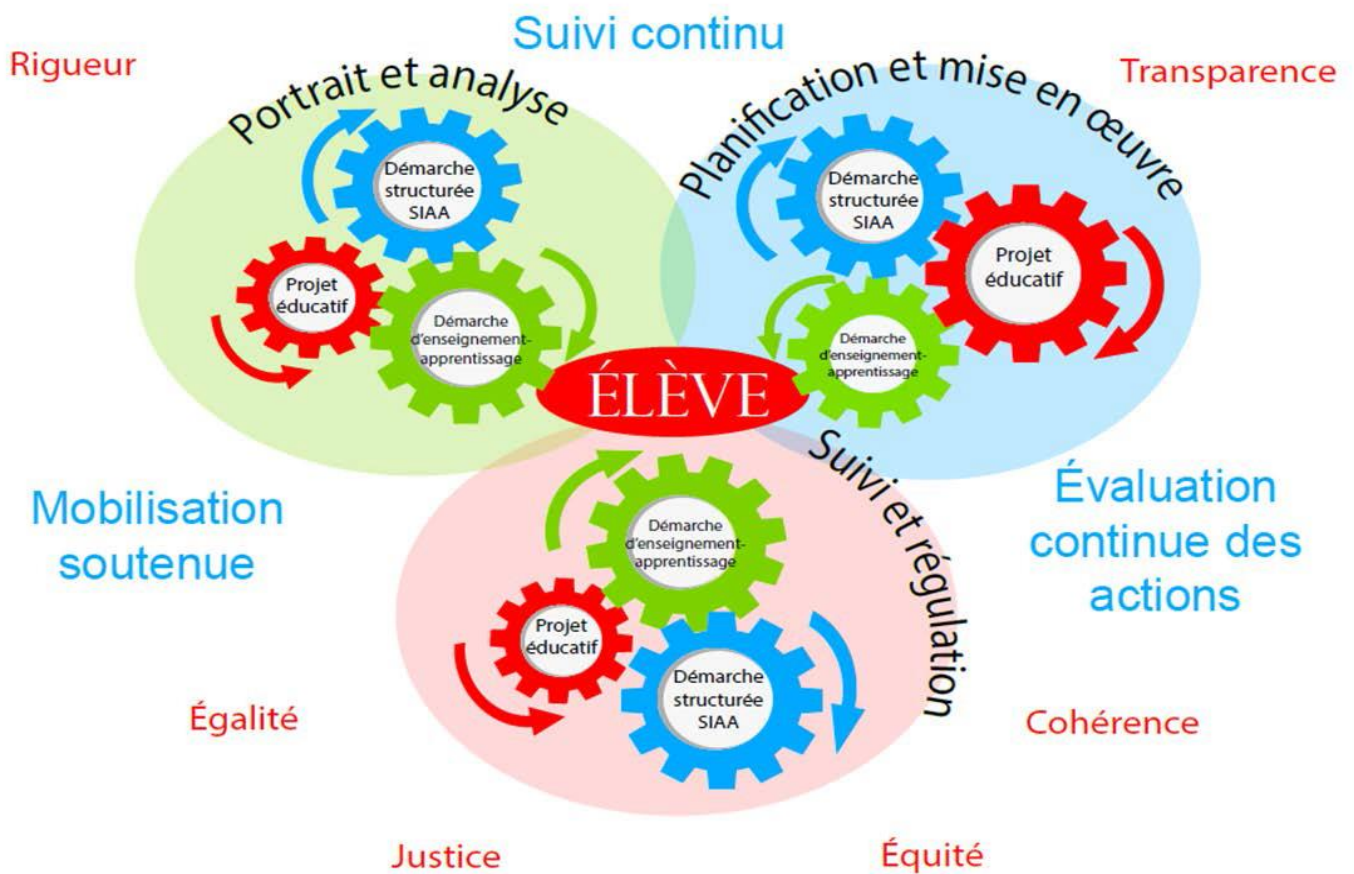 Suivi continu
Rigueur
Transparence
Portrait et analyse
Démarche
structurée
SIAA
Projet
éducatif
Démarche
d'enseignement-
apprentissage
Planification et mise en œuvre
Démarche
structurée
SIAA
Projet
éducatif
Démarche
d'enseignement-
apprentissage
ÉLÈVE
Mobilisation
soutenue
Suivi et régulation
Démarche
d'enseignement-
apprentissage
Projet
éducatif
Démarche
structurée
SIAA
Évaluation
continue des
actions
Égalité
Cohérence
Justice
Équité